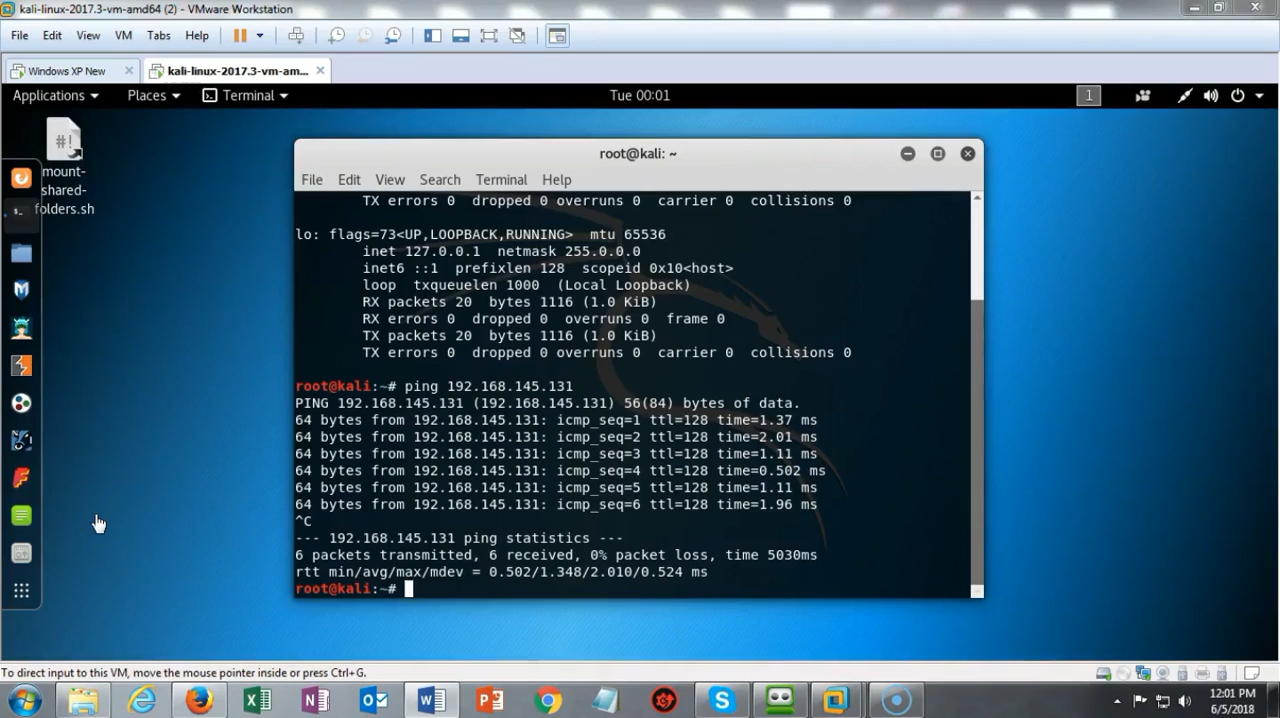 kali-linux-2017.3-vm-amd64 (2) - VMware Workstation
File Edit View VM Tabs Help
Windows XP New kali-linux-2017.3-vm-am...
Applications Places Terminal Tue 00:01 1
#!
mount-
shared-
folders.sh
root@kali: ~
File Edit View Search Terminal Help
TX errors 0 dropped 0 overruns 0 carrier 0 collisions 0
lo: flags=73<UP,LOOPBACK,RUNNING> mtu 65536
inet 127.0.0.1 netmask 255.0.0.0
inet6 ::1 prefixlen 128 scopeid 0x10<host>
loop txqueuelen 1000 (Local Loopback)
RX packets 20 bytes 1116 (1.0 KiB)
RX errors 0 dropped 0 overruns 0 frame 0
TX packets 20 bytes 1116 (1.0 KiB)
TX errors 0 dropped 0 overruns 0 carrier 0 collisions 0
root@kali:~# ping 192.168.145.131
PING 192.168.145.131 (192.168.145.131) 56(84) bytes of data.
64 bytes from 192.168.145.131: icmp_seq=1 ttl=128 time=1.37 ms
64 bytes from 192.168.145.131: icmp_seq=2 ttl=128 time=2.01 ms
64 bytes from 192.168.145.131: icmp_seq=3 ttl=128 time=1.11 ms
64 bytes from 192.168.145.131: icmp_seq=4 ttl=128 time=0.502 ms
64 bytes from 192.168.145.131: icmp_seq=5 ttl=128 time=1.11 ms
64 bytes from 192.168.145.131: icmp_seq=6 ttl=128 time=1.96 ms
^C
--- 192.168.145.131 ping statistics ---
6 packets transmitted, 6 received, 0% packet loss, time 5030ms
rtt min/avg/max/mdev = 0.502/1.348/2.010/0.524 ms
root@kali:~#
To direct input to this VM, move the mouse pointer inside or press Ctrl+G.
12:01 PM
6/5/2018